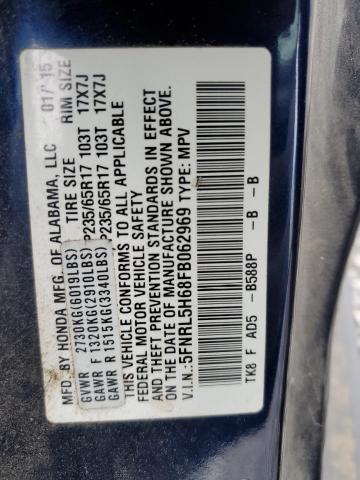 MFD. BY HONDA MFG. OF ALABAMA, LLC 01/15
TIRE SIZE RIM SIZE
GVWR 2730KG(6019LBS)
GAWR F 1320KG(2910LBS) P235/65R17 103T 17X7J
GAWR R 1515KG(3340LBS) P235/65R17 103T 17X7J
THIS VEHICLE CONFORMS TO ALL APPLICABLE
FEDERAL MOTOR VEHICLE SAFETY
AND THEFT PREVENTION STANDARDS IN EFFECT
ON THE DATE OF MANUFACTURE SHOWN ABOVE.
V.I.N.:5FNRL5H68FB062969 TYPE: MPV
TK8 F AD5 -B588P - B - B